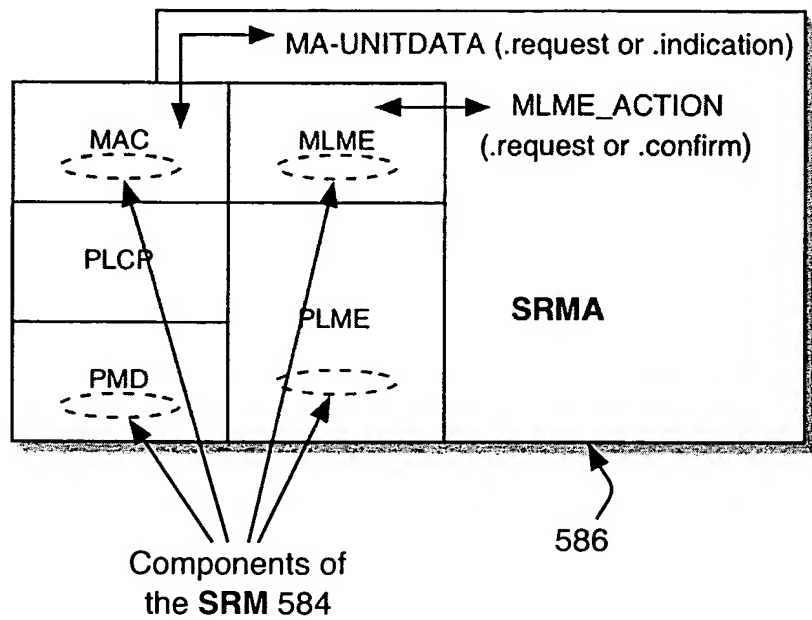 MA-UNITDATA (.request or .indication)
MAC
MLME
MLME_ACTION
(.request or .confirm)
PLCP
PLME
SRMA
PMD
586
Components of
the SRM 584